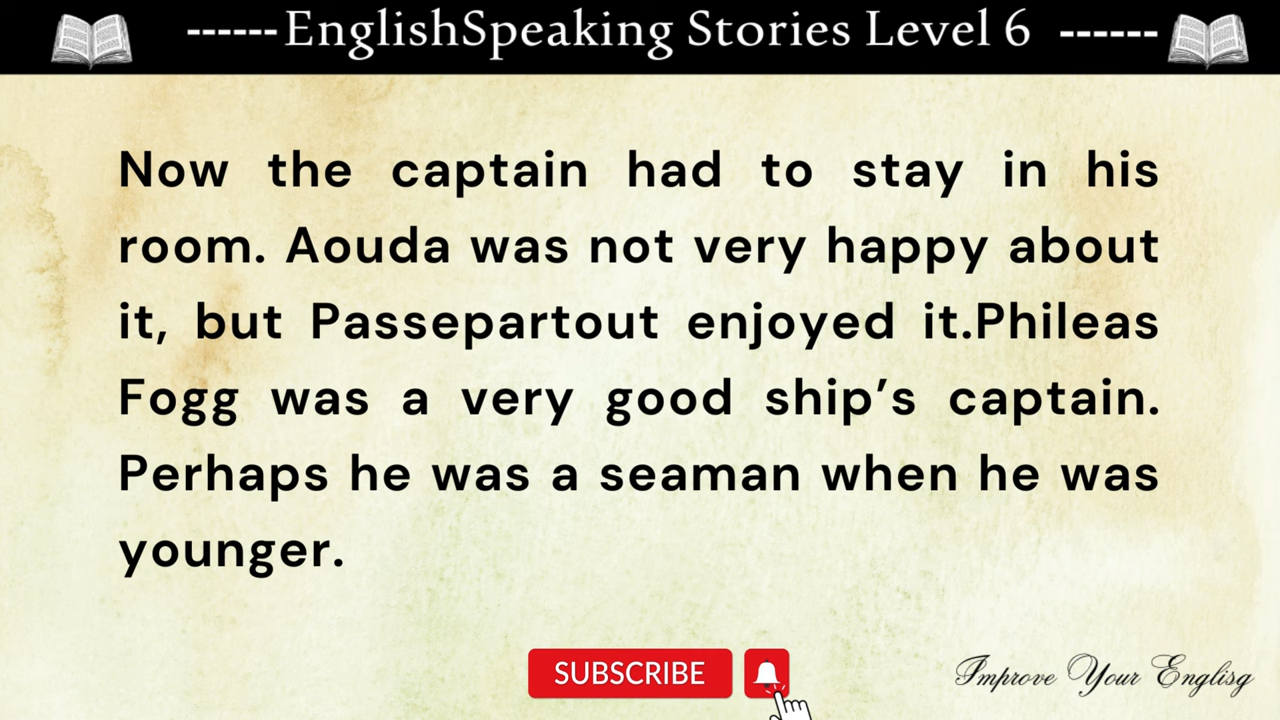 ------EnglishSpeaking Stories Level 6 ------
Now the captain had to stay in his
room. Aouda was not very happy about
it, but Passepartout enjoyed it.Phileas
Fogg was a very good ship’s captain.
Perhaps he was a seaman when he was
younger.
SUBSCRIBE
Improve Your Englisg